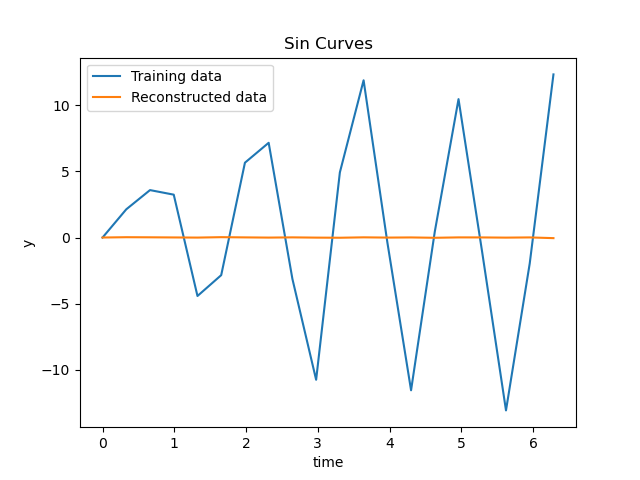 Sin Curves
Training data
Reconstructed data
10
5
0
−5
−10
y
0 1 2 3 4 5 6
time